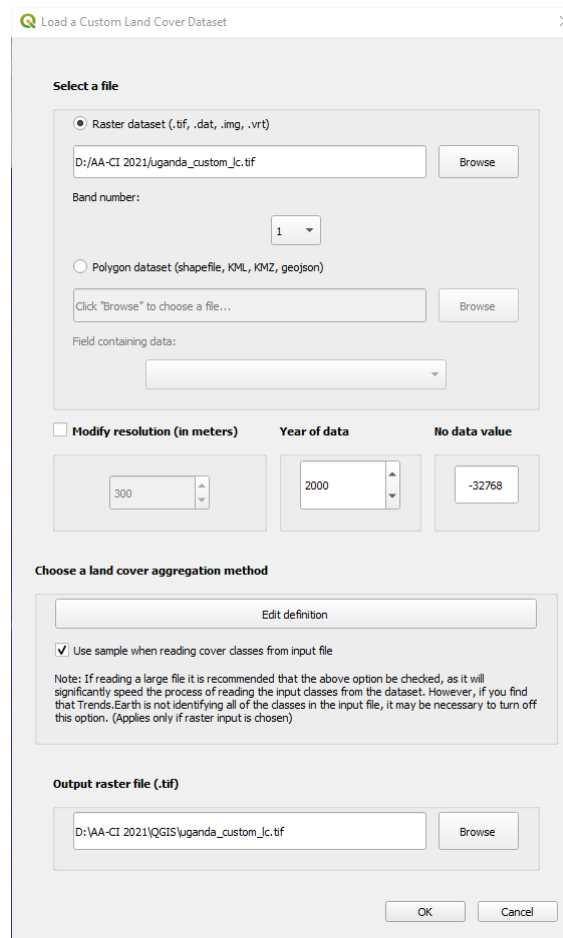 Load a Custom Land Cover Dataset
Select a file
Raster dataset (.tif, .dat, .img, .vrt)
D:/AA-CI 2021/uganda_custom_lc.tif
Browse
Band number:
1
Polygon dataset (shapefile, KML, KMZ, geojson)
Click "Browse" to choose a file...
Browse
Field containing data:
Modify resolution (in meters)
Year of data
No data value
300
2000
-32768
Choose a land cover aggregation method
Edit definition
Use sample when reading cover classes from input file
Note: If reading a large file it is recommended that the above option be checked, as it will
significantly speed the process of reading the input classes from the dataset. However, if you find
that Trends.Earth is not identifying all of the classes in the input file, it may be necessary to turn off
this option. (Applies only if raster input is chosen)
Output raster file (.tif)
D:\AA-CI 2021\QGIS\uganda_custom_lc.tif
Browse
OK
Cancel